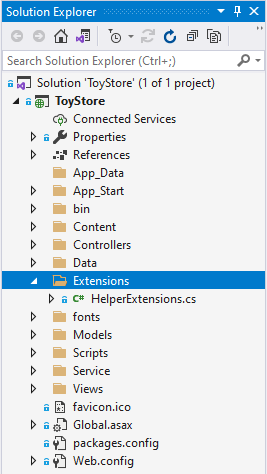 Solution Explorer
Search Solution Explorer (Ctrl+;)
Solution 'ToyStore' (1 of 1 project)
ToyStore
Connected Services
Properties
References
App_Data
App_Start
bin
Content
Controllers
Data
Extensions
C# HelperExtensions.cs
fonts
Models
Scripts
Service
Views
favicon.ico
Global.asax
packages.config
Web.config